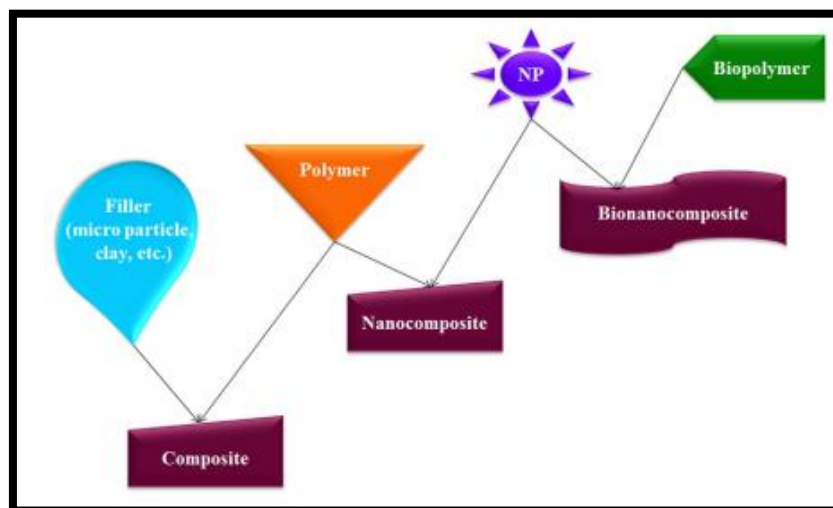 NP
Biopolymer
Polymer
Filler
(micro particle,
clay, etc.)
Bionanocomposite
Nanocomposite
Composite